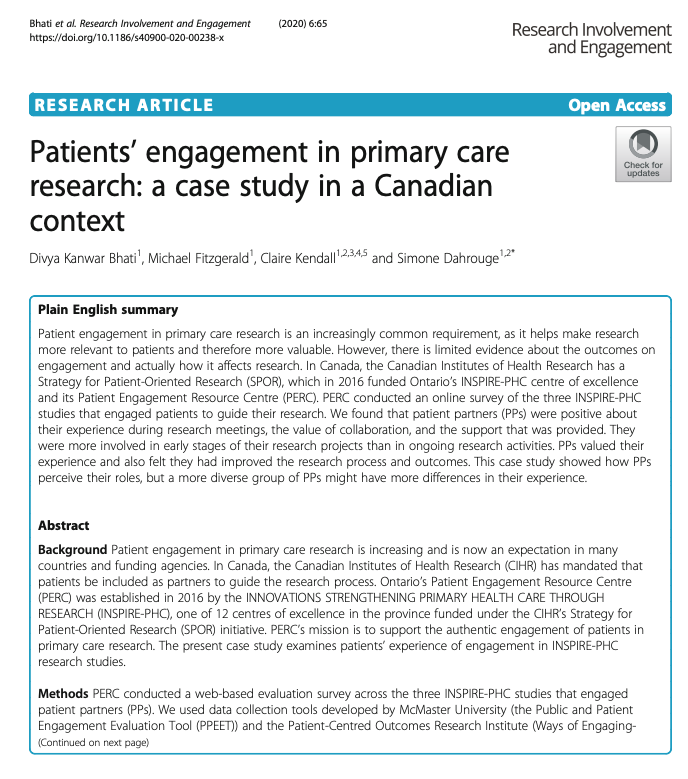 Bhati et al. Research Involvement and Engagement (2020) 6:65
https://doi.org/10.1186/s40900-020-00238-x
Research Involvement
and Engagement
RESEARCH ARTICLE Open Access
Patients’ engagement in primary care
research: a case study in a Canadian
context
Check for
updates
Divya Kanwar Bhati1, Michael Fitzgerald1, Claire Kendall1,2,3,4,5 and Simone Dahrouge1,2*
Plain English summary
Patient engagement in primary care research is an increasingly common requirement, as it helps make research
more relevant to patients and therefore more valuable. However, there is limited evidence about the outcomes on
engagement and actually how it affects research. In Canada, the Canadian Institutes of Health Research has a
Strategy for Patient-Oriented Research (SPOR), which in 2016 funded Ontario’s INSPIRE-PHC centre of excellence
and its Patient Engagement Resource Centre (PERC). PERC conducted an online survey of the three INSPIRE-PHC
studies that engaged patients to guide their research. We found that patient partners (PPs) were positive about
their experience during research meetings, the value of collaboration, and the support that was provided. They
were more involved in early stages of their research projects than in ongoing research activities. PPs valued their
experience and also felt they had improved the research process and outcomes. This case study showed how PPs
perceive their roles, but a more diverse group of PPs might have more differences in their experience.
Abstract
Background Patient engagement in primary care research is increasing and is now an expectation in many
countries and funding agencies. In Canada, the Canadian Institutes of Health Research (CIHR) has mandated that
patients be included as partners to guide the research process. Ontario’s Patient Engagement Resource Centre
(PERC) was established in 2016 by the INNOVATIONS STRENGTHENING PRIMARY HEALTH CARE THROUGH
RESEARCH (INSPIRE-PHC), one of 12 centres of excellence in the province funded under the CIHR’s Strategy for
Patient-Oriented Research (SPOR) initiative. PERC’s mission is to support the authentic engagement of patients in
primary care research. The present case study examines patients’ experience of engagement in INSPIRE-PHC
research studies.
Methods PERC conducted a web-based evaluation survey across the three INSPIRE-PHC studies that engaged
patient partners (PPs). We used data collection tools developed by McMaster University (the Public and Patient
Engagement Evaluation Tool (PPEET)) and the Patient-Centred Outcomes Research Institute (Ways of Engaging-
(Continued on next page)